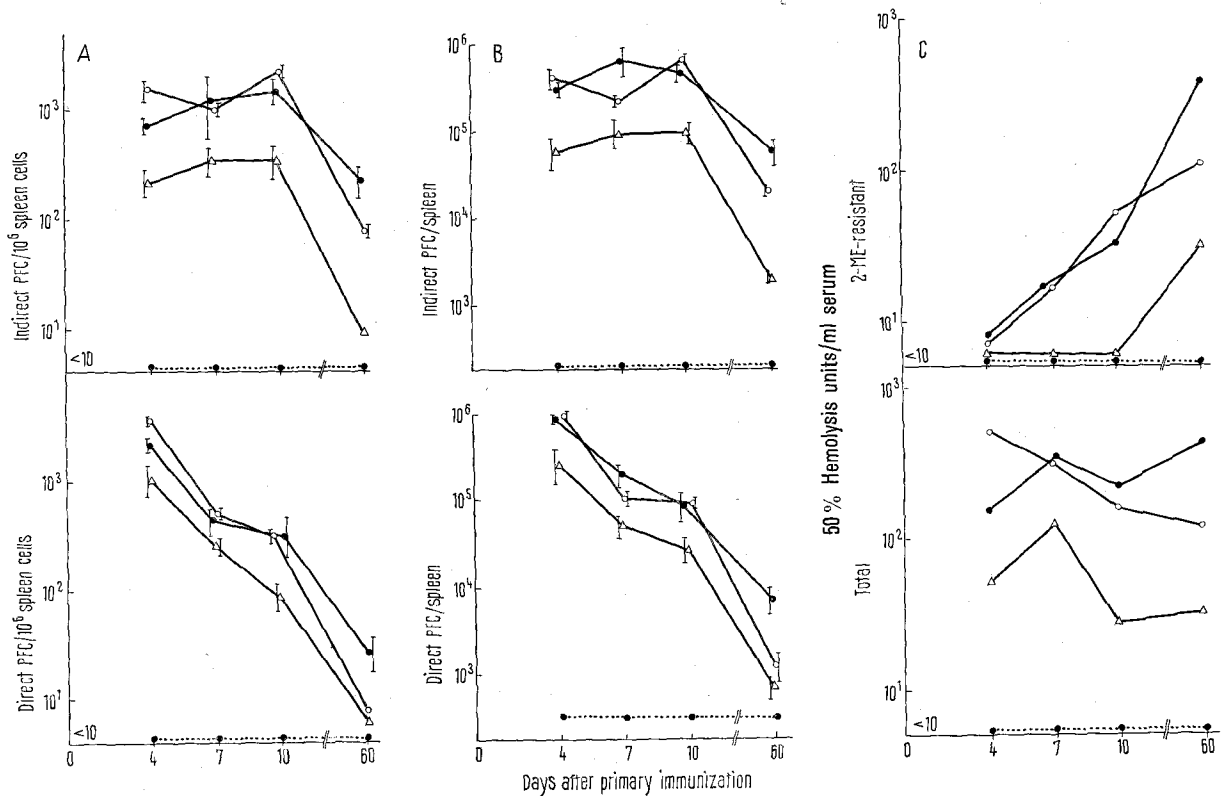 A
Indirect PFC/10⁶ spleen cells
10³
10²
10¹
<10
B
Indirect PFC/spleen
10⁶
10⁵
10⁴
10³
C
2-ME-resistant
10³
10²
10¹
<10
50 % Hemolysis units/ml serum
Direct PFC/10⁶ spleen cells
10³
10²
10¹
<10
0 4 7 10 60
Direct PFC/spleen
10⁶
10⁵
10⁴
10³
0 4 7 10 60
Total
10³
10²
10¹
<10
0 4 7 10 60
Days after primary immunization